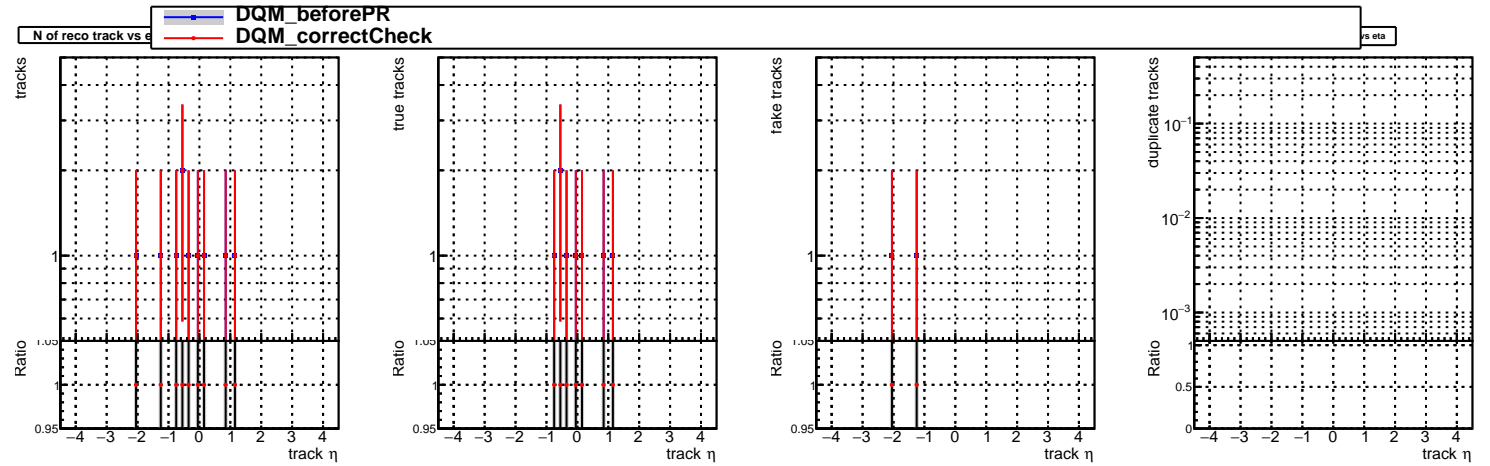 DQM_beforePR
DQM_correctCheck
N of reco track vs e
vs eta
tracks
1
Ratio
1.05
1
0.95
−4 −3 −2 −1 0 1 2 3 4
track η
true tracks
1
Ratio
1.05
1
0.95
−4 −3 −2 −1 0 1 2 3 4
track η
fake tracks
1
Ratio
1.05
1
0.95
−4 −3 −2 −1 0 1 2 3 4
track η
duplicate tracks
10−1
10−2
10−3
Ratio
1
0.5
0
−4 −3 −2 −1 0 1 2 3 4
track η